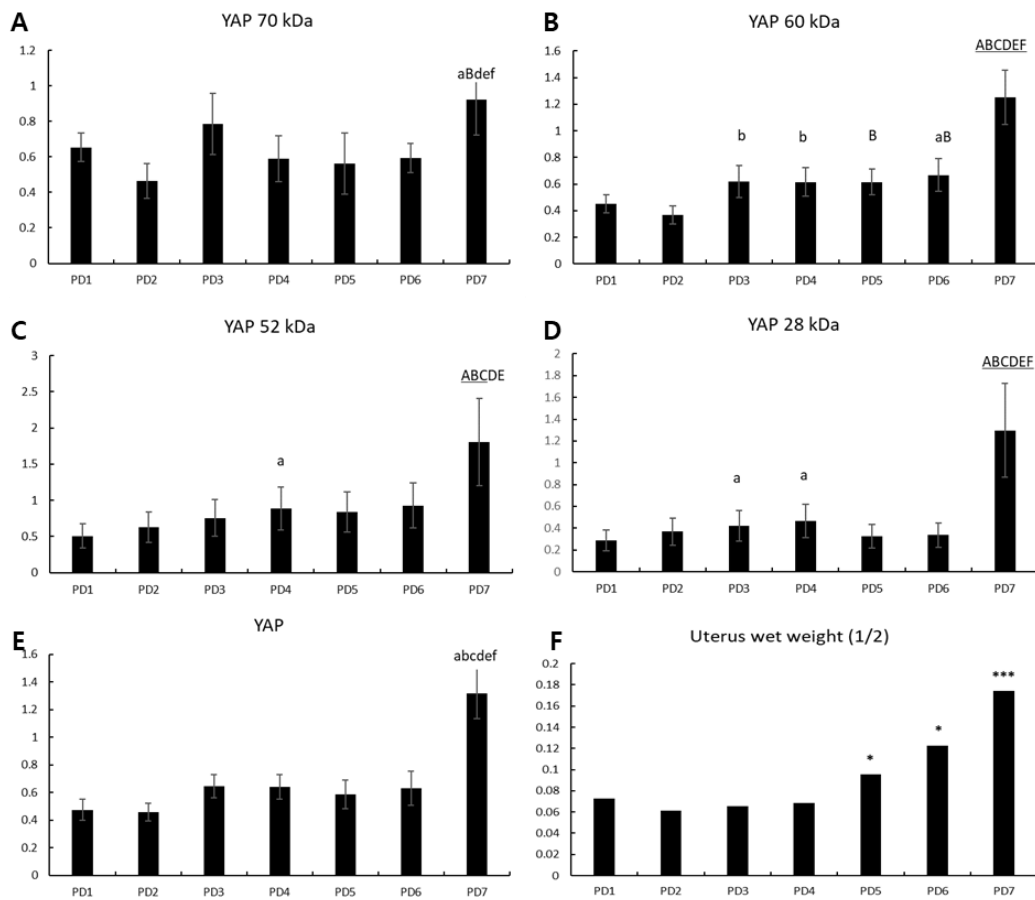 A
YAP 70 kDa
1.2
1
0.8
0.6
0.4
0.2
0
aBdef
PD1 PD2 PD3 PD4 PD5 PD6 PD7
B
YAP 60 kDa
1.6
1.4
1.2
1
0.8
0.6
0.4
0.2
0
b b B aB ABCDEF
PD1 PD2 PD3 PD4 PD5 PD6 PD7
C
YAP 52 kDa
3
2.5
2
1.5
1
0.5
0
a ABCDE
PD1 PD2 PD3 PD4 PD5 PD6 PD7
D
YAP 28 kDa
2
1.8
1.6
1.4
1.2
1
0.8
0.6
0.4
0.2
0
a a ABCDEF
PD1 PD2 PD3 PD4 PD5 PD6 PD7
E
YAP
1.6
1.4
1.2
1
0.8
0.6
0.4
0.2
0
abcdef
PD1 PD2 PD3 PD4 PD5 PD6 PD7
F
Uterus wet weight (1/2)
0.2
0.18
0.16
0.14
0.12
0.1
0.08
0.06
0.04
0.02
0
* * ***
PD1 PD2 PD3 PD4 PD5 PD6 PD7